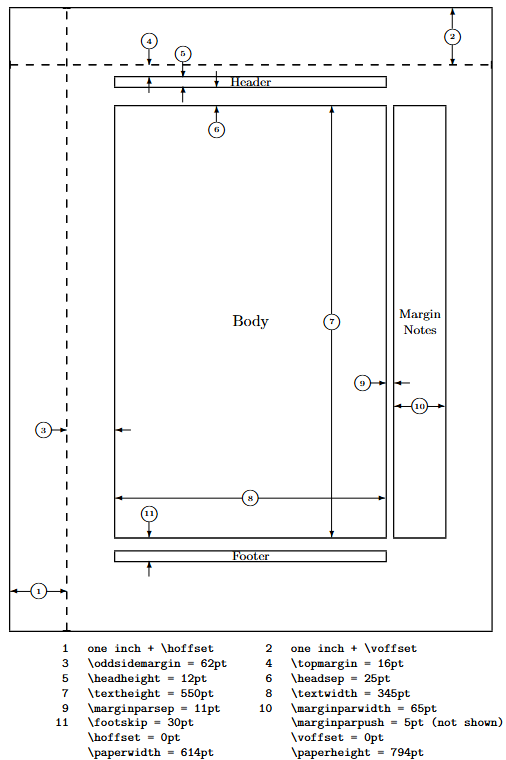 4
2
5
Header
6
Body
7
Margin
Notes
9
10
3
8
11
Footer
1
1 one inch + \hoffset 2 one inch + \voffset
3 \oddsidemargin = 62pt 4 \topmargin = 16pt
5 \headheight = 12pt 6 \headsep = 25pt
7 \textheight = 550pt 8 \textwidth = 345pt
9 \marginparsep = 11pt 10 \marginparwidth = 65pt
11 \footskip = 30pt \marginparpush = 5pt (not shown)
\hoffset = 0pt \voffset = 0pt
\paperwidth = 614pt \paperheight = 794pt